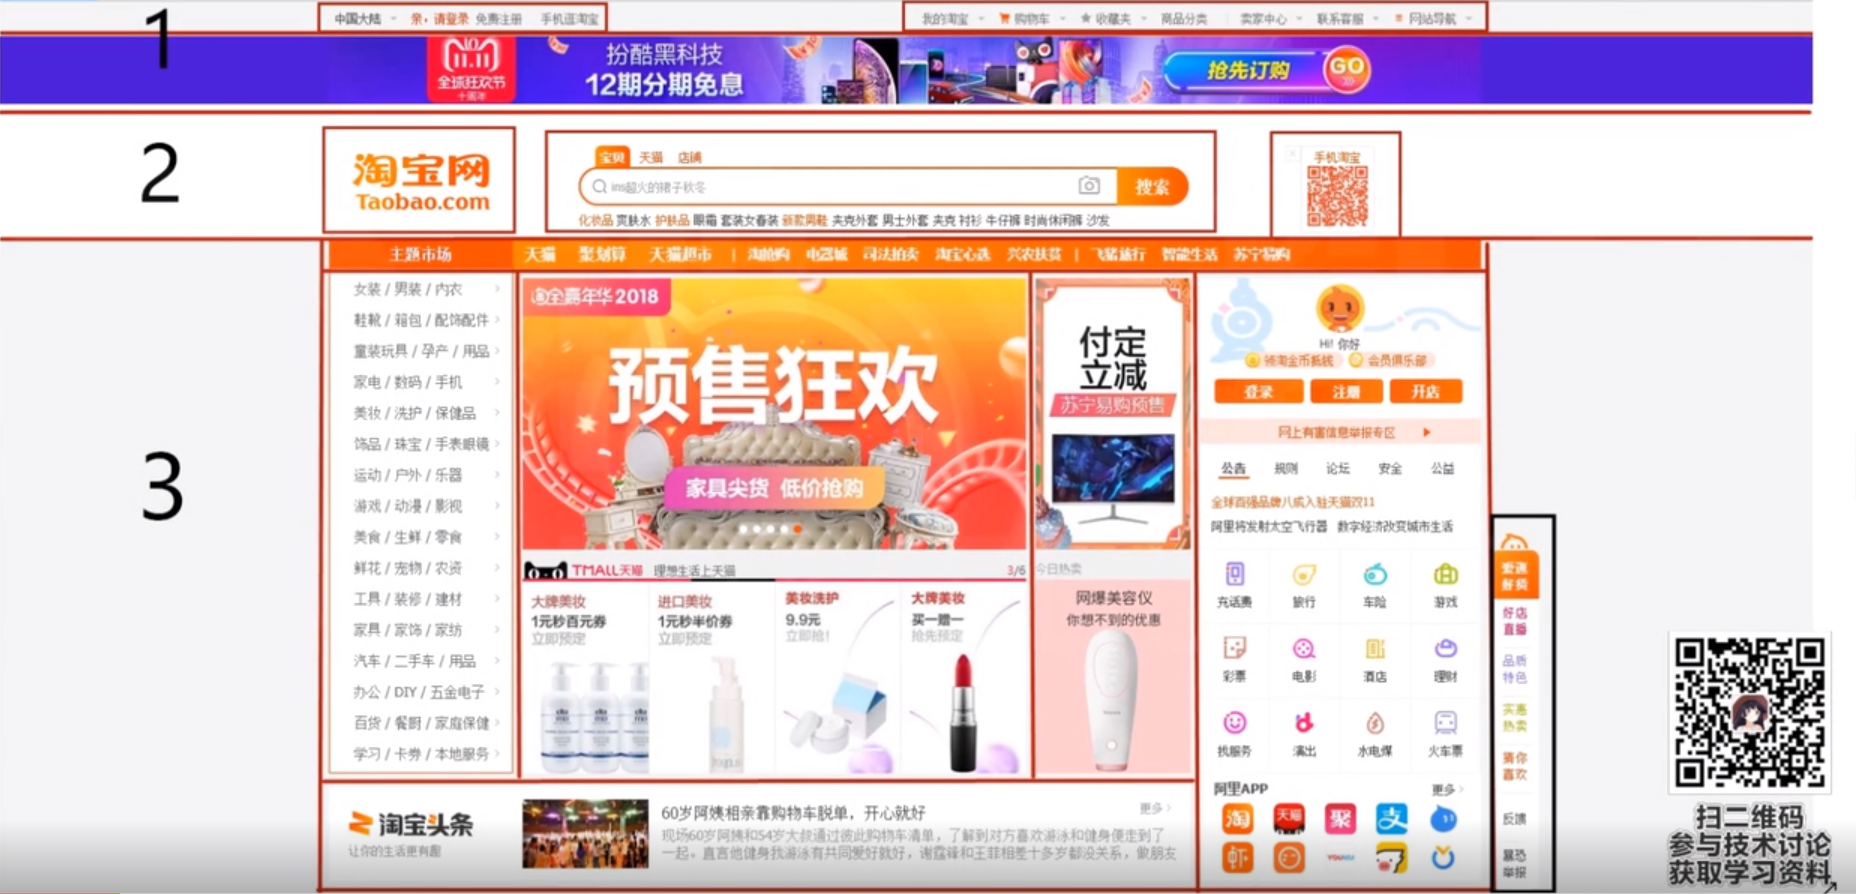 1
中国大陆 亲，请登录 免费注册 手机逛淘宝
我的淘宝 购物车 收藏夹 商品分类 卖家中心 联系客服 网站导航
11.11
全球狂欢节
十周年
扮酷黑科技
12期分期免息
抢先订购 GO
2
淘宝网
Taobao.com
宝贝 天猫 店铺
ins超火的裙子秋冬
搜索
化妆品 爽肤水 护肤品 眼霜 套装女春装 新款男鞋 夹克外套 男士外套 夹克 衬衫 牛仔裤 时尚休闲裤 沙发
手机淘宝
3
主题市场
天猫 聚划算 天猫超市 | 淘抢购 电器城 司法拍卖 淘宝心选 兴农扶贫 | 飞猪旅行 智能生活 苏宁易购
女装 / 男装 / 内衣
鞋靴 / 箱包 / 配饰配件
童装玩具 / 孕产 / 用品
家电 / 数码 / 手机
美妆 / 洗护 / 保健品
饰品 / 珠宝 / 手表眼镜
运动 / 户外 / 乐器
游戏 / 动漫 / 影视
美食 / 生鲜 / 零食
鲜花 / 宠物 / 农资
工具 / 装修 / 建材
家具 / 家饰 / 家纺
汽车 / 二手车 / 用品
办公 / DIY / 五金电子
百货 / 餐厨 / 家庭保健
学习 / 卡券 / 本地服务
嘉年华2018
预售狂欢
家具尖货 低价抢购
付定
立减
苏宁易购预售
TMALL天猫 理想生活上天猫
3/6
大牌美妆
1元秒百元券
立即预定
进口美妆
1元秒半价券
立即预定
美妆洗护
9.9元
立即抢！
大牌美妆
买一赠一
抢先预定
今日热卖
网爆美容仪
你想不到的优惠
Hi! 你好
领淘金币抵钱 会员俱乐部
登录 注册 开店
网上有害信息举报专区
公告 规则 论坛 安全 公益
全球百强品牌八成入驻天猫双11
阿里将发射太空飞行器 数字经济改变城市生活
充话费 旅行 车险 游戏
彩票 电影 酒店 理财
找服务 演出 水电煤 火车票
阿里APP 更多
淘 天猫 聚 支
虾 YOUKU
淘宝头条
让你的生活更有趣
60岁阿姨相亲靠购物车脱单，开心就好
更多
现场60岁阿姨和54岁大叔通过彼此购物车清单，了解到对方喜欢游泳和健身便走到了
一起。直言他健身我游泳有共同爱好就好，谢霆锋和王菲相差十多岁都没关系，做朋友
爱逛
好货
好店
直播
品质
特色
实惠
热卖
猜你
喜欢
反馈
暴恐
举报
扫二维码
参与技术讨论
获取学习资料